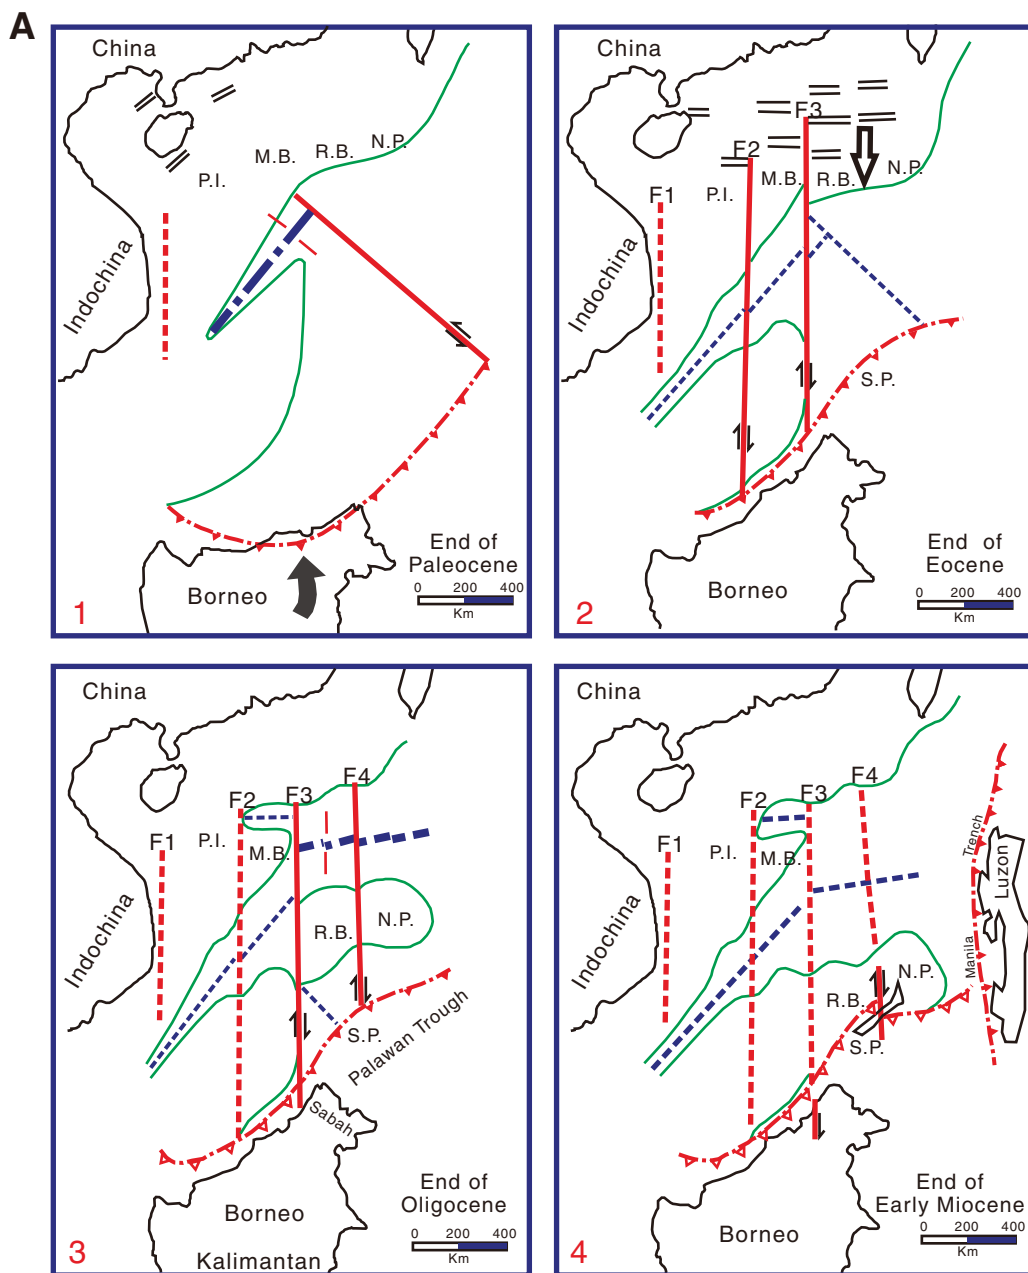 A
China
N.P.
R.B.
M.B.
P.I.
Indochina
End of
Paleocene
Borneo
0 200 400
Km
1
China
F3
F2
N.P.
M.B.
R.B.
P.I.
F1
Indochina
S.P.
End of
Eocene
Borneo
0 200 400
Km
2
China
F4
F3
F2
F1
P.I.
M.B.
Indochina
N.P.
R.B.
S.P.
Palawan Trough
Sabah
End of
Oligocene
Borneo
0 200 400
Km
Kalimantan
3
China
F4
F3
F2
F1
P.I.
M.B.
Trench
Luzon
Indochina
Manila
N.P.
R.B.
S.P.
End of
Early Miocene
Borneo
0 200 400
Km
4